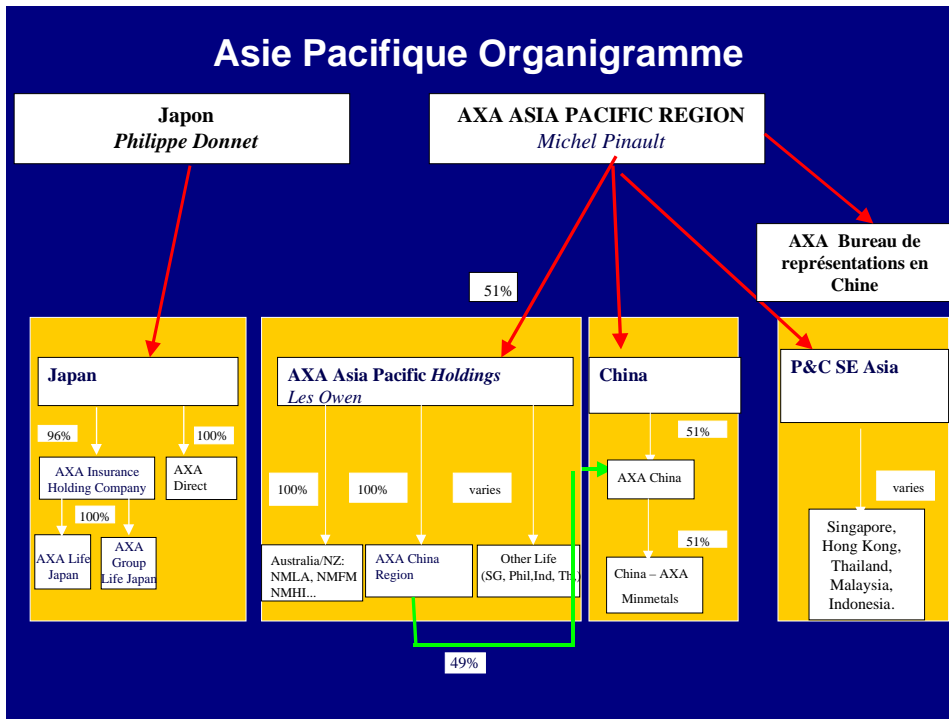 Asie Pacifique Organigramme
Japon
Philippe Donnet
AXA ASIA PACIFIC REGION
Michel Pinault
AXA Bureau de
représentations en
Chine
51%
Japan
96%
100%
AXA Insurance
Holding Company
AXA
Direct
100%
AXA Life
Japan
AXA
Group
Life Japan
AXA Asia Pacific Holdings
Les Owen
100%
100%
varies
Australia/NZ:
NMLA, NMFM
NMHI...
AXA China
Region
Other Life
(SG, Phil,Ind, Th.)
49%
China
51%
AXA China
51%
China – AXA
Minmetals
P&C SE Asia
varies
Singapore,
Hong Kong,
Thailand,
Malaysia,
Indonesia.